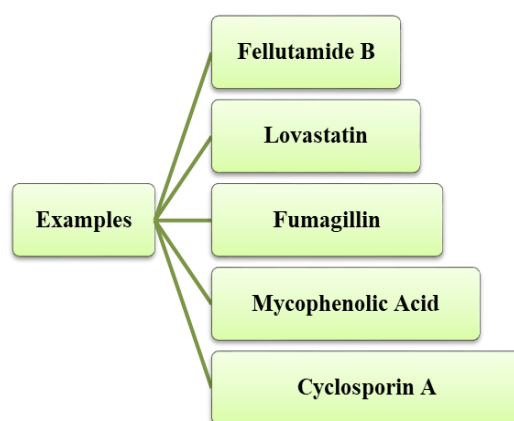 Examples
Fellutamide B
Lovastatin
Fumagillin
Mycophenolic Acid
Cyclosporin A